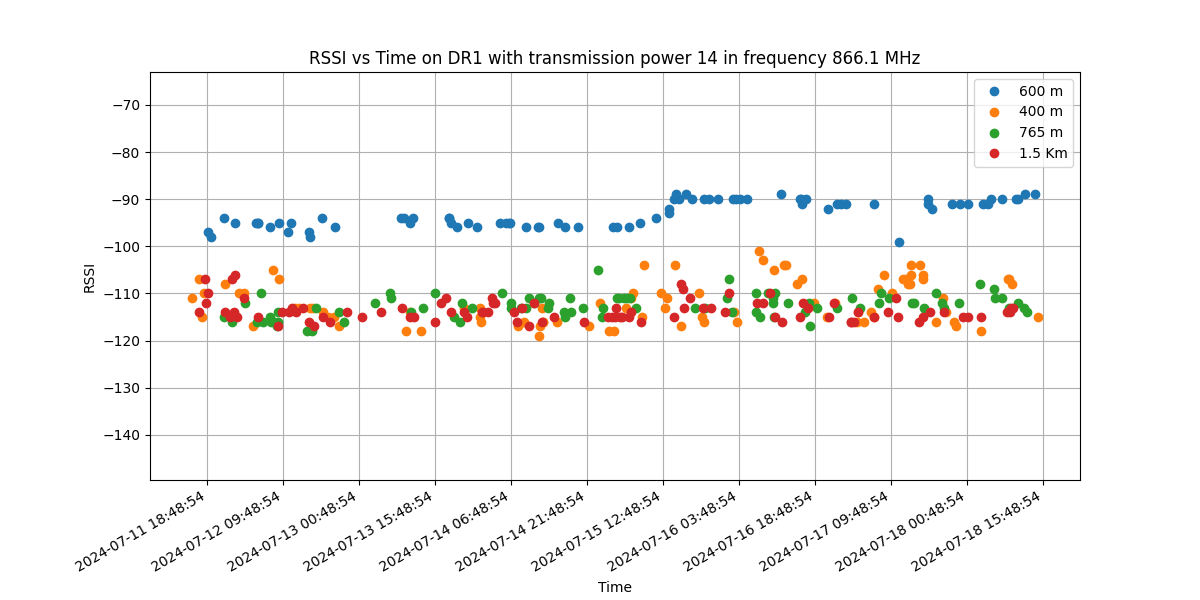 RSSI vs Time on DR1 with transmission power 14 in frequency 866.1 MHz
600 m
400 m
765 m
1.5 Km
RSSI
−70
−80
−90
−100
−110
−120
−130
−140
2024-07-11 18:48:54
2024-07-12 09:48:54
2024-07-13 00:48:54
2024-07-13 15:48:54
2024-07-14 06:48:54
2024-07-14 21:48:54
2024-07-15 12:48:54
2024-07-16 03:48:54
2024-07-16 18:48:54
2024-07-17 09:48:54
2024-07-18 00:48:54
2024-07-18 15:48:54
Time